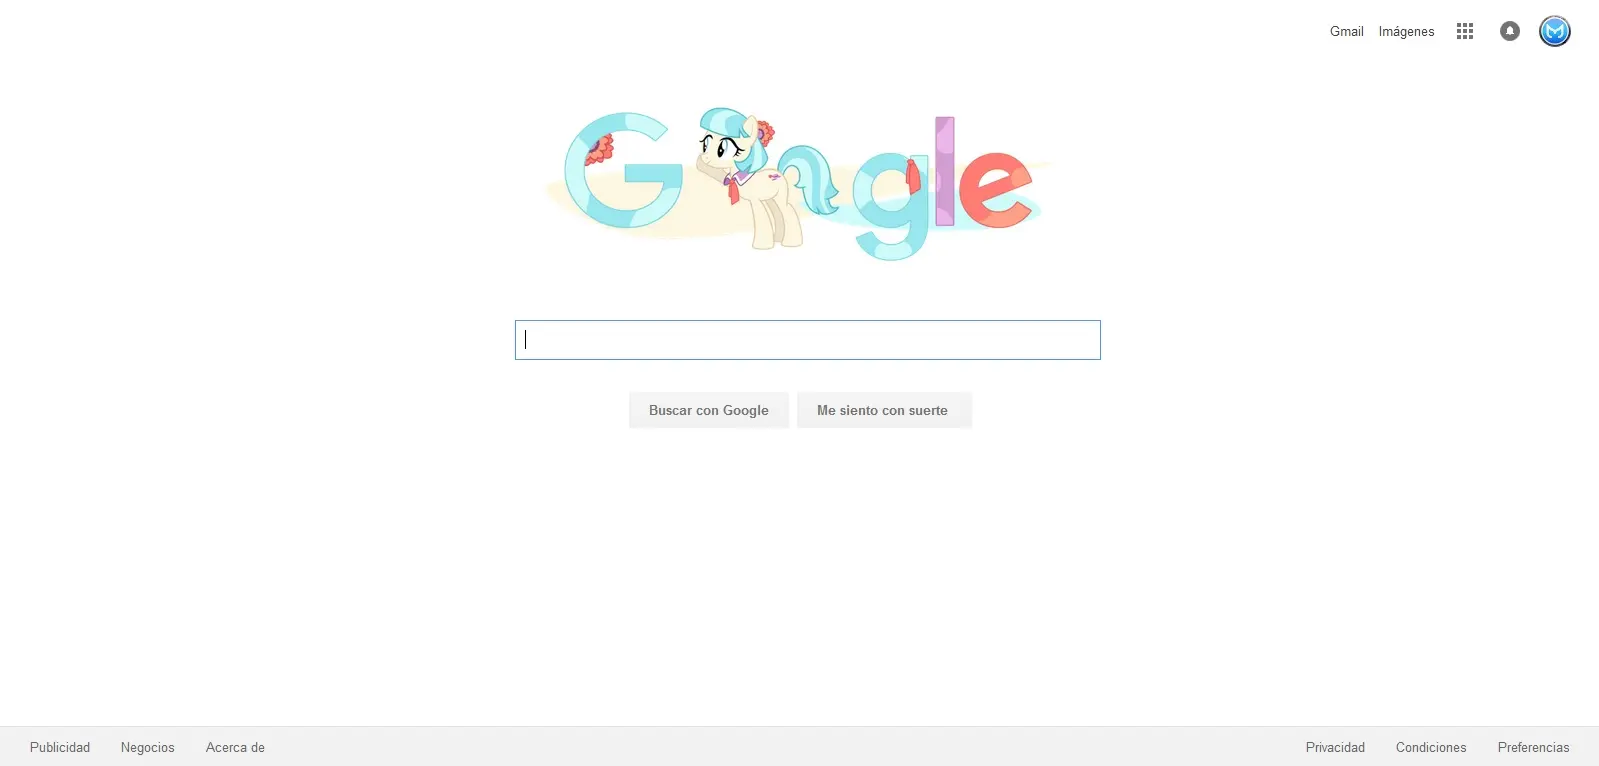 Gmail Imágenes
Google
Buscar con Google Me siento con suerte
Publicidad Negocios Acerca de Privacidad Condiciones Preferencias